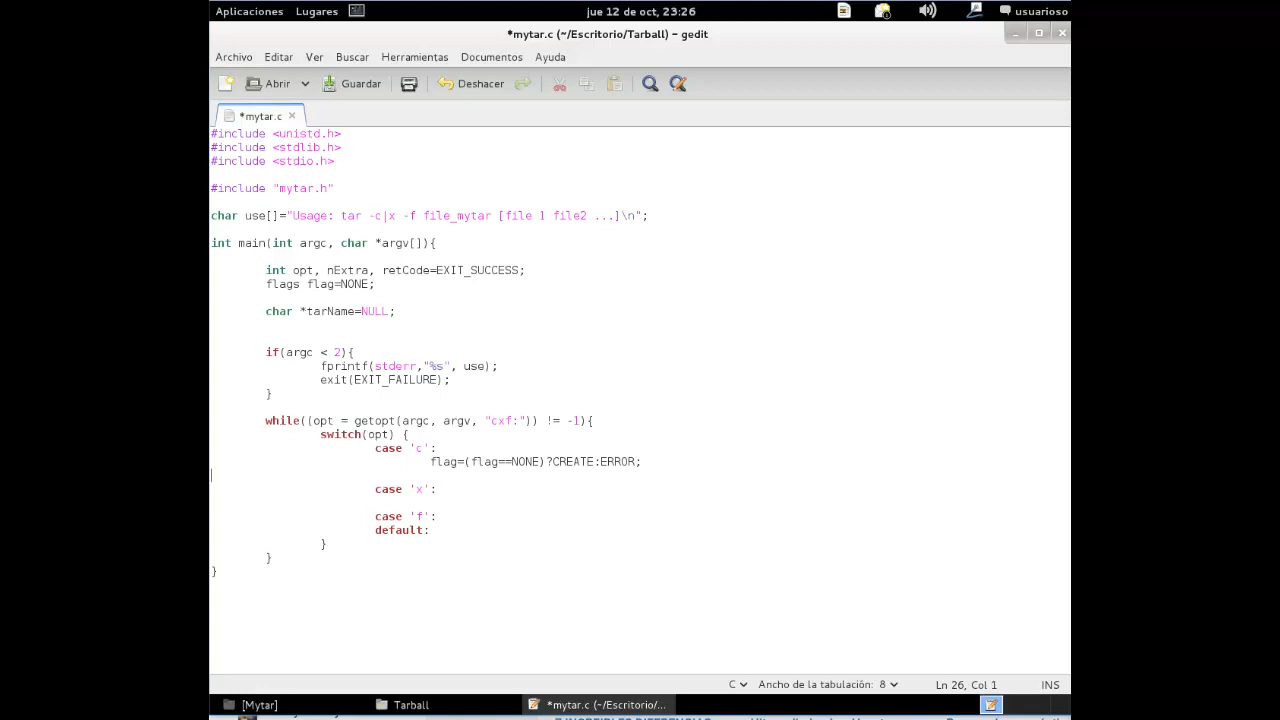 Aplicaciones Lugares jue 12 de oct, 23:26 usuarioso
*mytar.c (~/Escritorio/Tarball) – gedit
Archivo Editar Ver Buscar Herramientas Documentos Ayuda
Abrir Guardar Deshacer
*mytar.c
#include <unistd.h>
#include <stdlib.h>
#include <stdio.h>
#include "mytar.h"
char use[]="Usage: tar -c|x -f file_mytar [file 1 file2 ...]\n";
int main(int argc, char *argv[]){
int opt, nExtra, retCode=EXIT_SUCCESS;
flags flag=NONE;
char *tarName=NULL;
if(argc < 2){
fprintf(stderr,"%s", use);
exit(EXIT_FAILURE);
}
while((opt = getopt(argc, argv, "cxf:")) != -1){
switch(opt) {
case 'c':
flag=(flag==NONE)?CREATE:ERROR;
case 'x':
case 'f':
default:
}
}
}
C Ancho de la tabulación: 8 Ln 26, Col 1 INS
[Mytar] Tarball *mytar.c (~/Escritorio/...